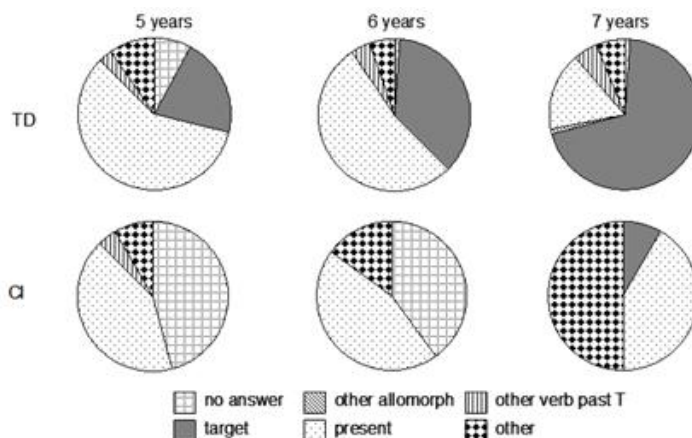 5 years 6 years 7 years
TD
CI
no answer other allomorph other verb past T
target present other